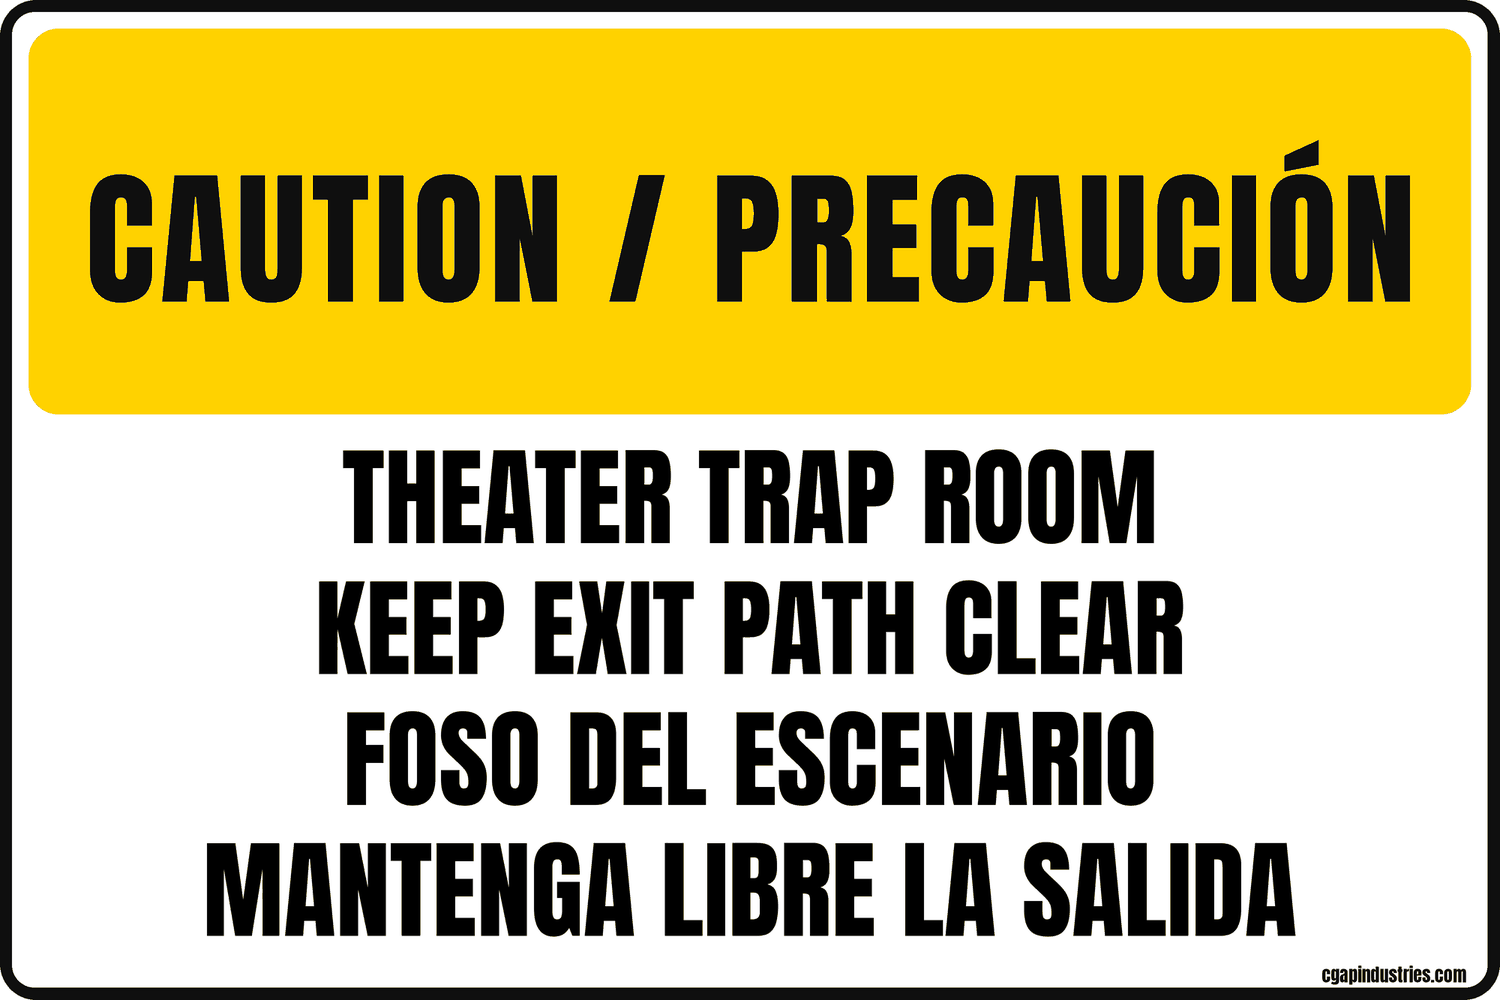 CAUTION / PRECAUCIÓN
THEATER TRAP ROOM
KEEP EXIT PATH CLEAR
FOSO DEL ESCENARIO
MANTENGA LIBRE LA SALIDA
cgapindustries.com